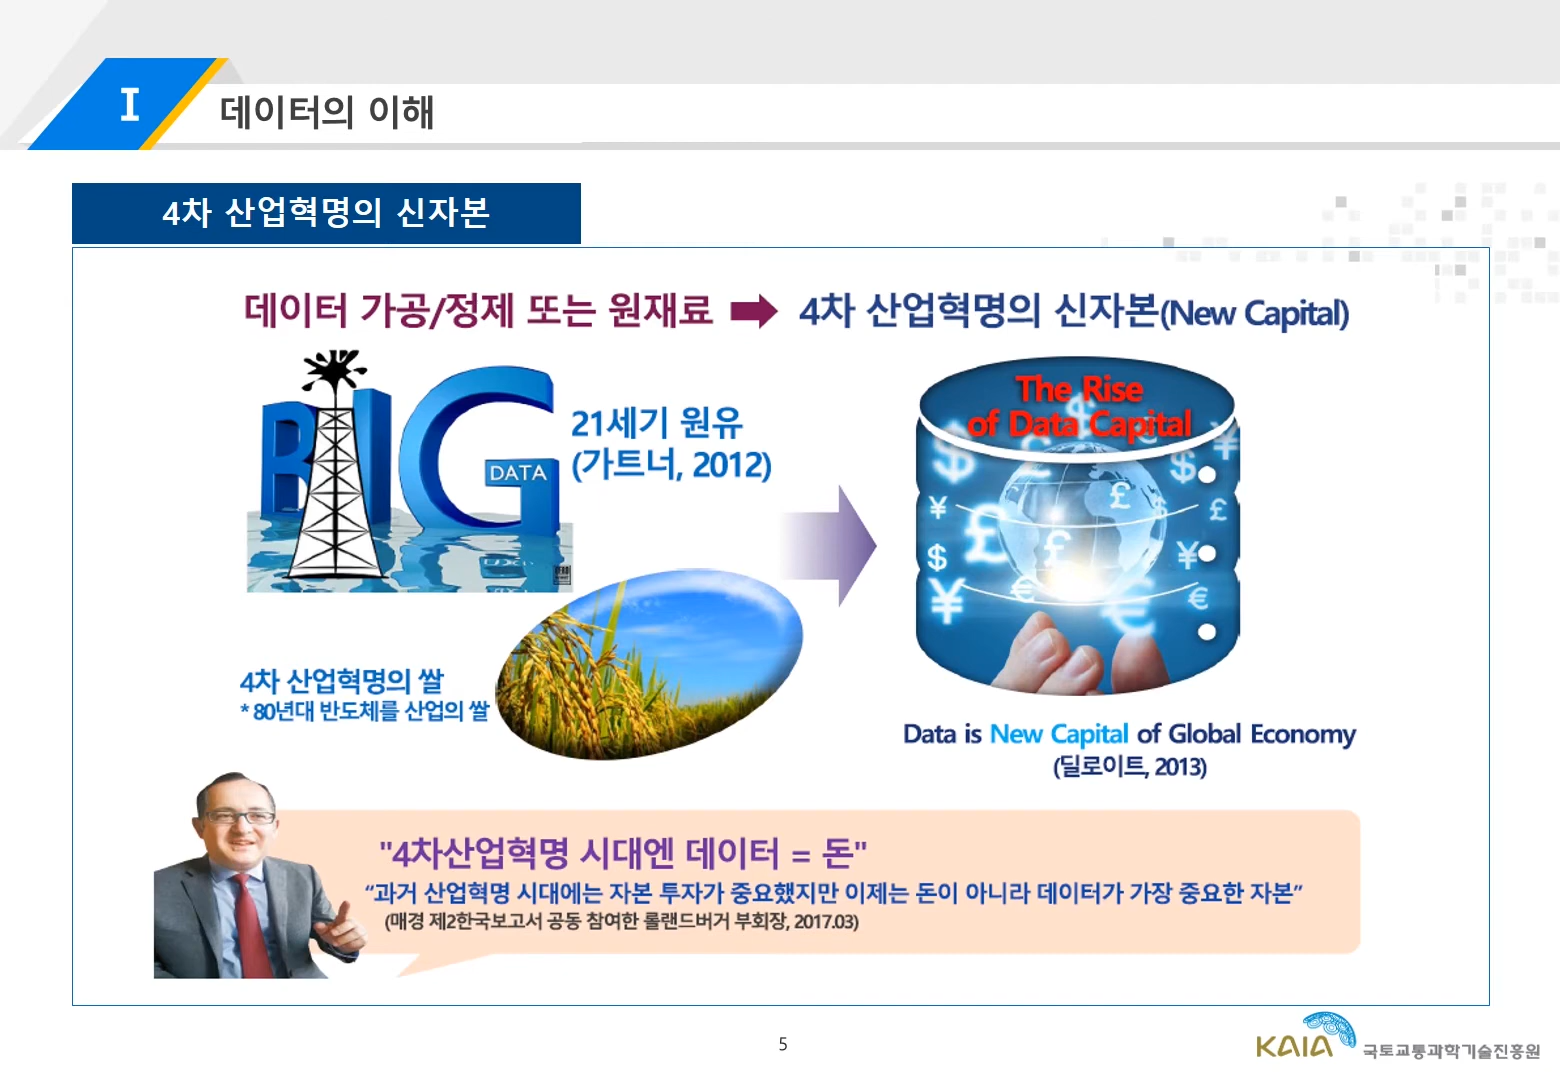 I
데이터의 이해
4차 산업혁명의 신자본
데이터 가공/정제 또는 원재료
4차 산업혁명의 신자본(New Capital)
BIG
DATA
21세기 원유
(가트너, 2012)
The Rise
of Data Capital
4차 산업혁명의 쌀
* 80년대 반도체를 산업의 쌀
Data is New Capital of Global Economy
(딜로이트, 2013)
"4차산업혁명 시대엔 데이터 = 돈"
“과거 산업혁명 시대에는 자본 투자가 중요했지만 이제는 돈이 아니라 데이터가 가장 중요한 자본”
(매경 제2한국보고서 공동 참여한 롤랜드버거 부회장, 2017.03)
5
KAIA 국토교통과학기술진흥원